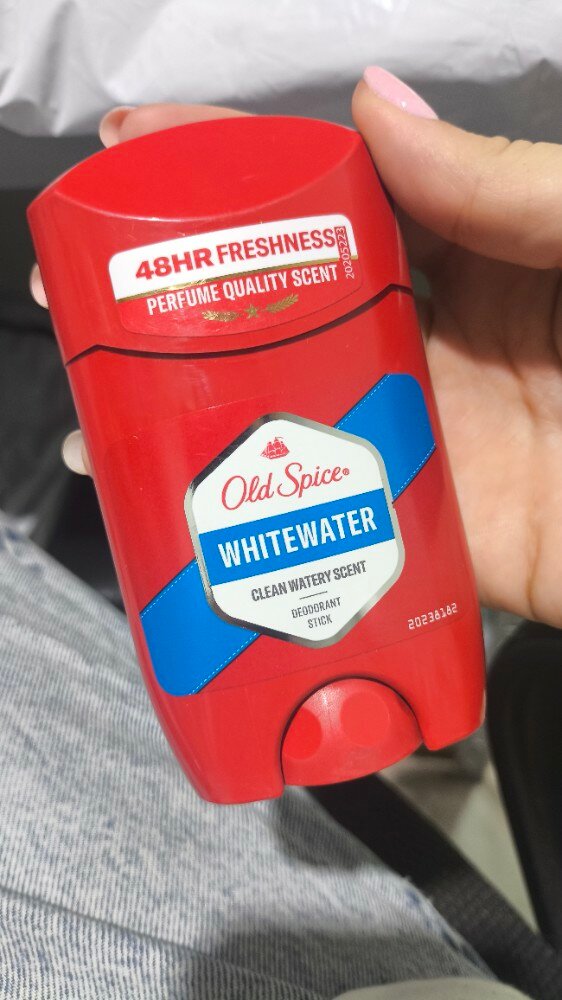 48HR FRESHNESS
20205223
PERFUME QUALITY SCENT
Old Spice®
WHITEWATER
CLEAN WATERY SCENT
DEODORANT
STICK
20238182